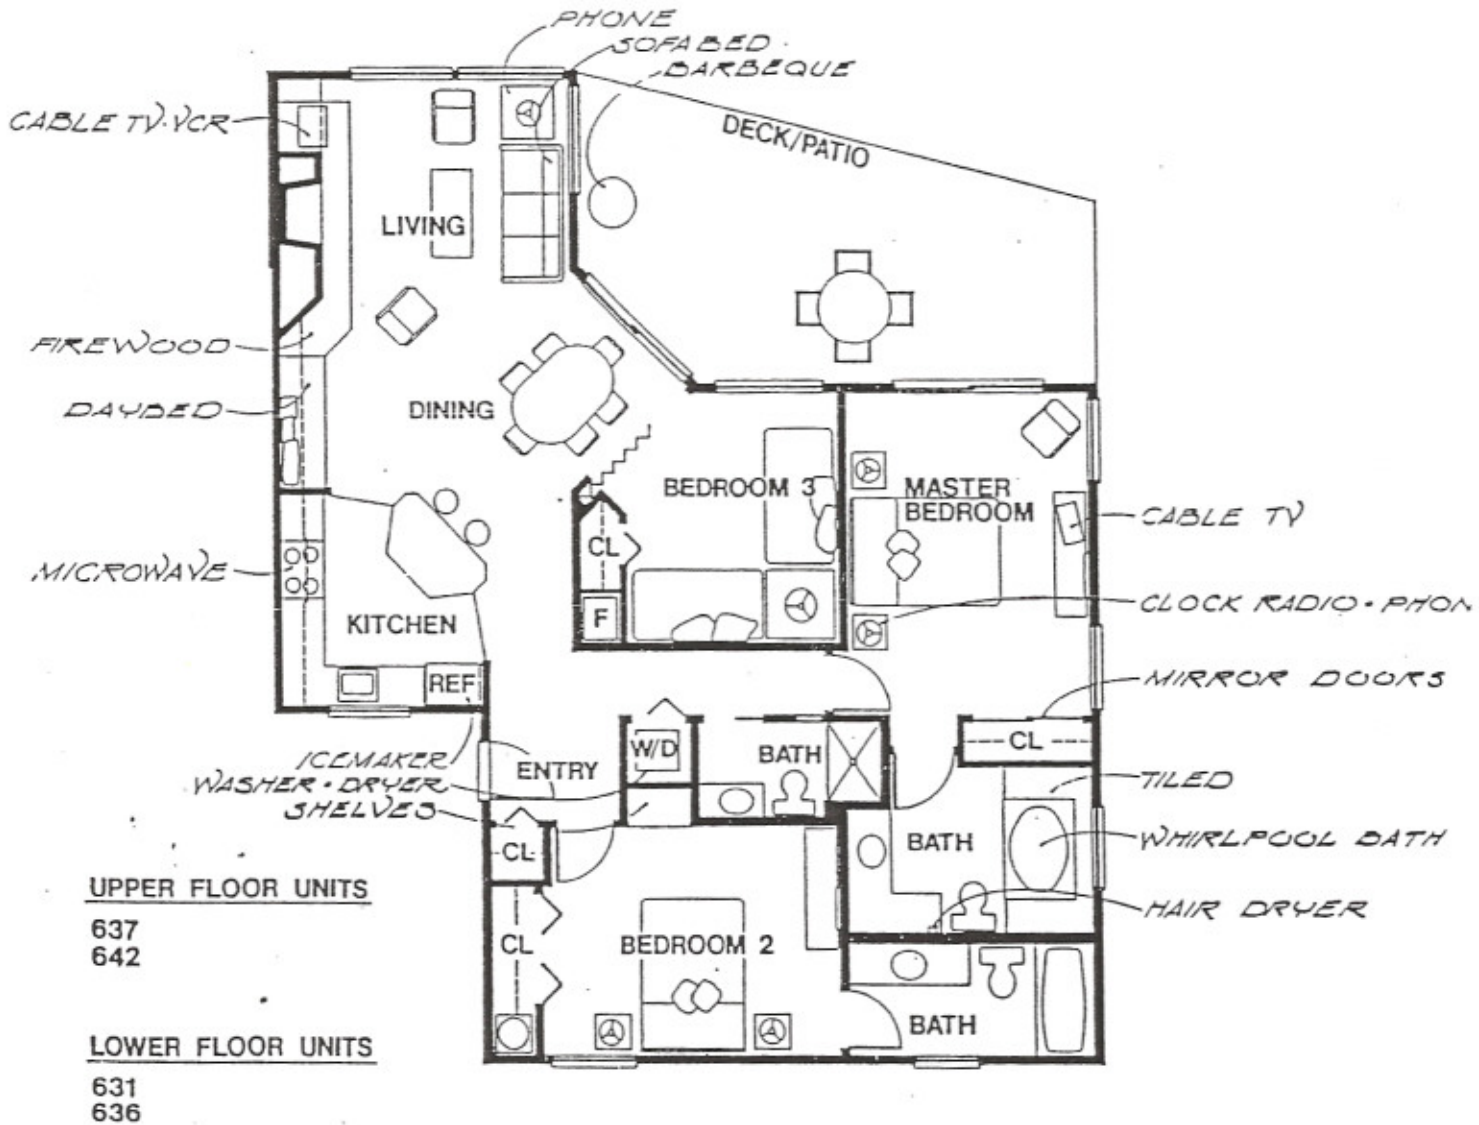 PHONE
SOFA BED
BARBEQUE
CABLE TV·VCR
DECK/PATIO
LIVING
FIREWOOD
DAYBED
DINING
BEDROOM 3
MASTER
BEDROOM
CABLE TV
CL
MICROWAVE
CLOCK RADIO · PHON
F
KITCHEN
REF
MIRROR DOORS
CL
W/D
BATH
ICEMAKER
ENTRY
WASHER · DRYER
SHELVES
TILED
BATH
WHIRLPOOL BATH
CL
UPPER FLOOR UNITS
637
642
HAIR DRYER
CL
BEDROOM 2
BATH
LOWER FLOOR UNITS
631
636